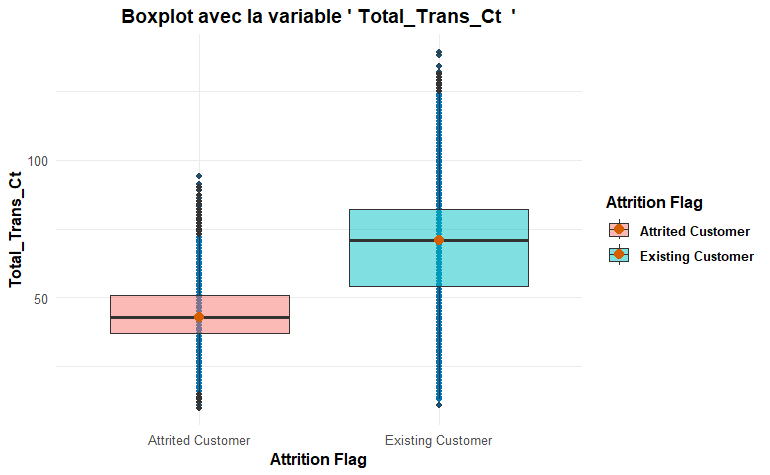 Boxplot avec la variable ' Total_Trans_Ct '
Total_Trans_Ct
100
50
Attrited Customer
Existing Customer
Attrition Flag
Attrition Flag
Attrited Customer
Existing Customer